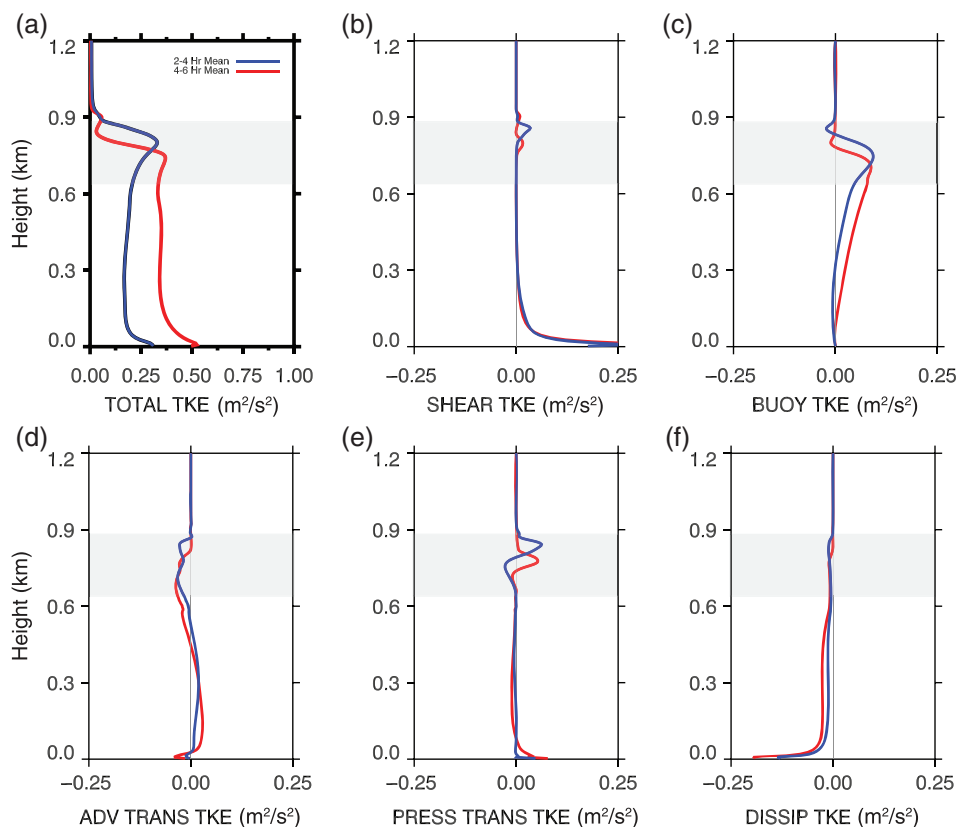 (a) (b) (c)
1.2 1.2 1.2
2-4 Hr Mean
4-6 Hr Mean
0.9 0.9 0.9
Height (km)
0.6 0.6 0.6
0.3 0.3 0.3
0.0 0.0 0.0
0.00 0.25 0.50 0.75 1.00 −0.25 0.00 0.25 −0.25 0.00 0.25
TOTAL TKE (m²/s²) SHEAR TKE (m²/s²) BUOY TKE (m²/s²)
(d) (e) (f)
1.2 1.2 1.2
0.9 0.9 0.9
Height (km)
0.6 0.6 0.6
0.3 0.3 0.3
0.0 0.0 0.0
−0.25 0.00 0.25 −0.25 0.00 0.25 −0.25 0.00 0.25
ADV TRANS TKE (m²/s²) PRESS TRANS TKE (m²/s²) DISSIP TKE (m²/s²)